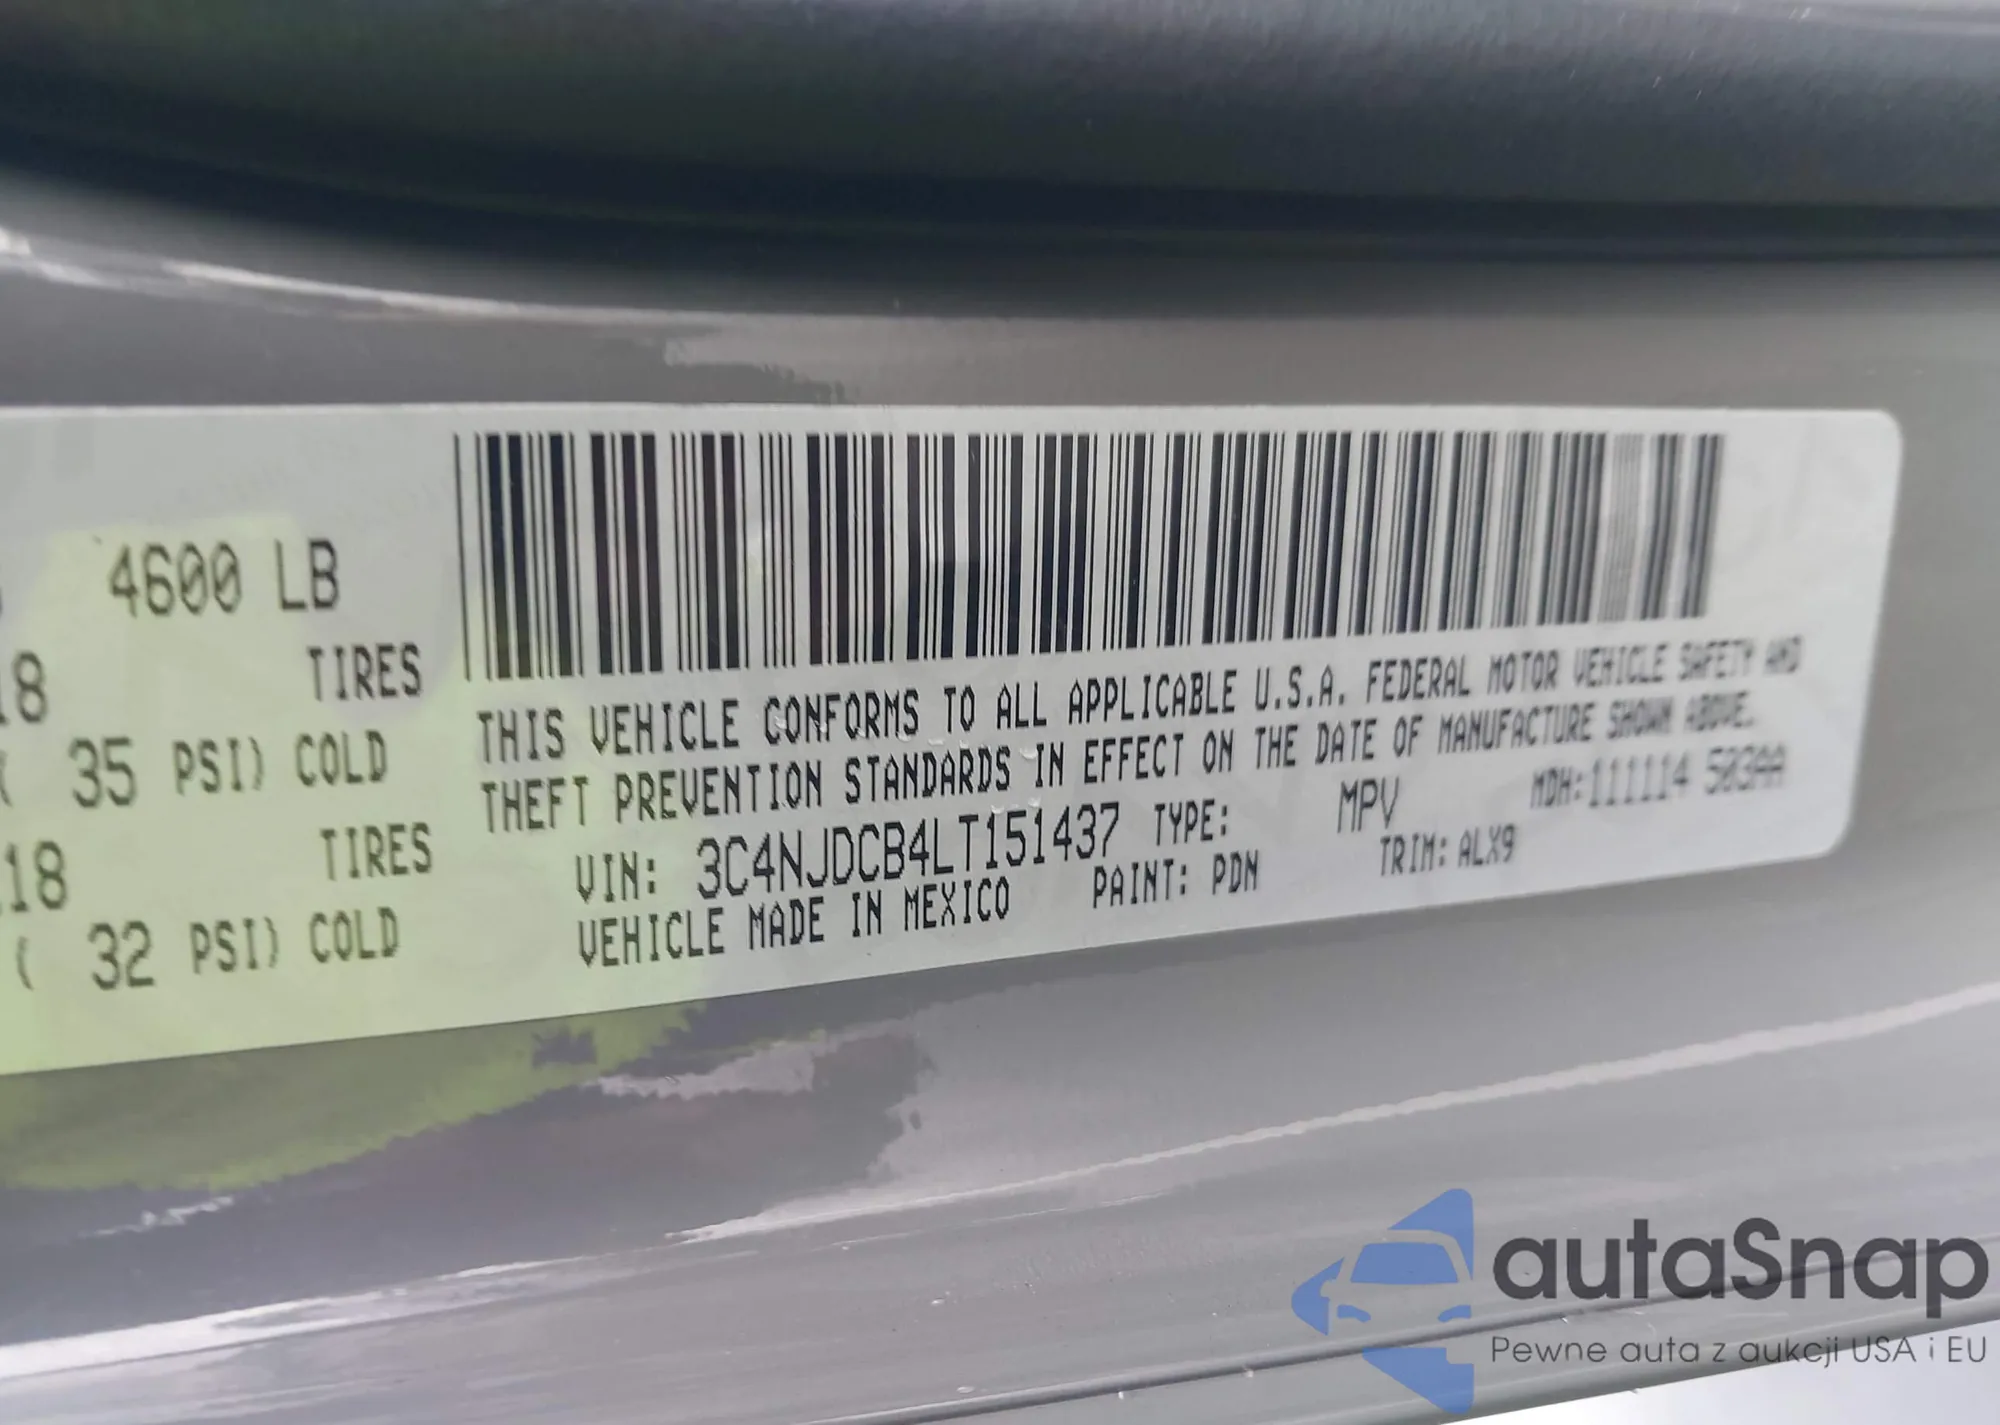 4600 LB
18 TIRES
( 35 PSI) COLD
18 TIRES
( 32 PSI) COLD
THIS VEHICLE CONFORMS TO ALL APPLICABLE U.S.A. FEDERAL MOTOR VEHICLE SAFETY AND
THEFT PREVENTION STANDARDS IN EFFECT ON THE DATE OF MANUFACTURE SHOWN ABOVE.
VIN: 3C4NJDCB4LT151437 TYPE: MPV MDH:111114 503AA
VEHICLE MADE IN MEXICO PAINT: PDN TRIM: ALX9
autaSnap
Pewne auta z aukcji USA i EU